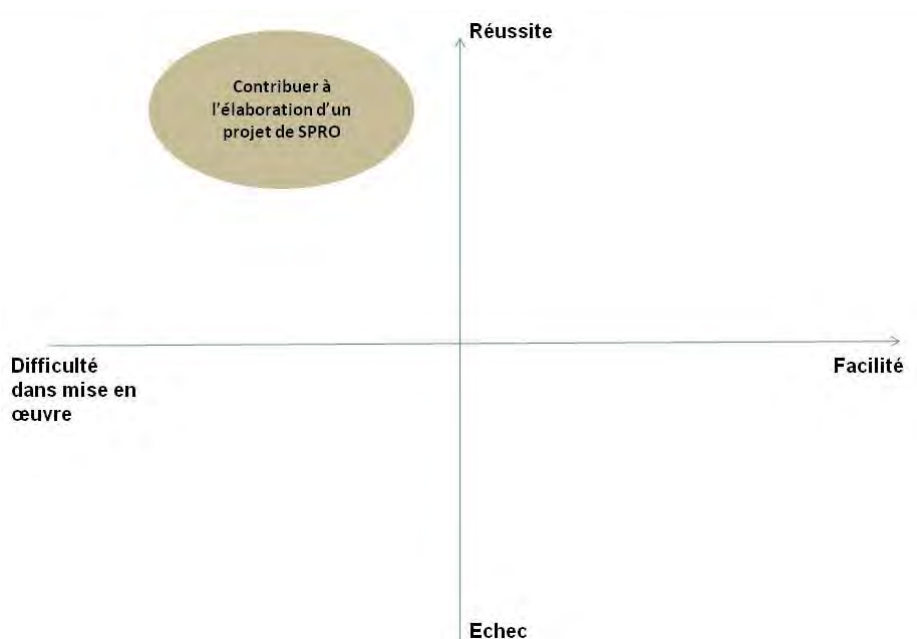 Réussite
Contribuer à
l'élaboration d'un
projet de SPRO
Difficulté
dans mise en
œuvre
Facilité
Echec